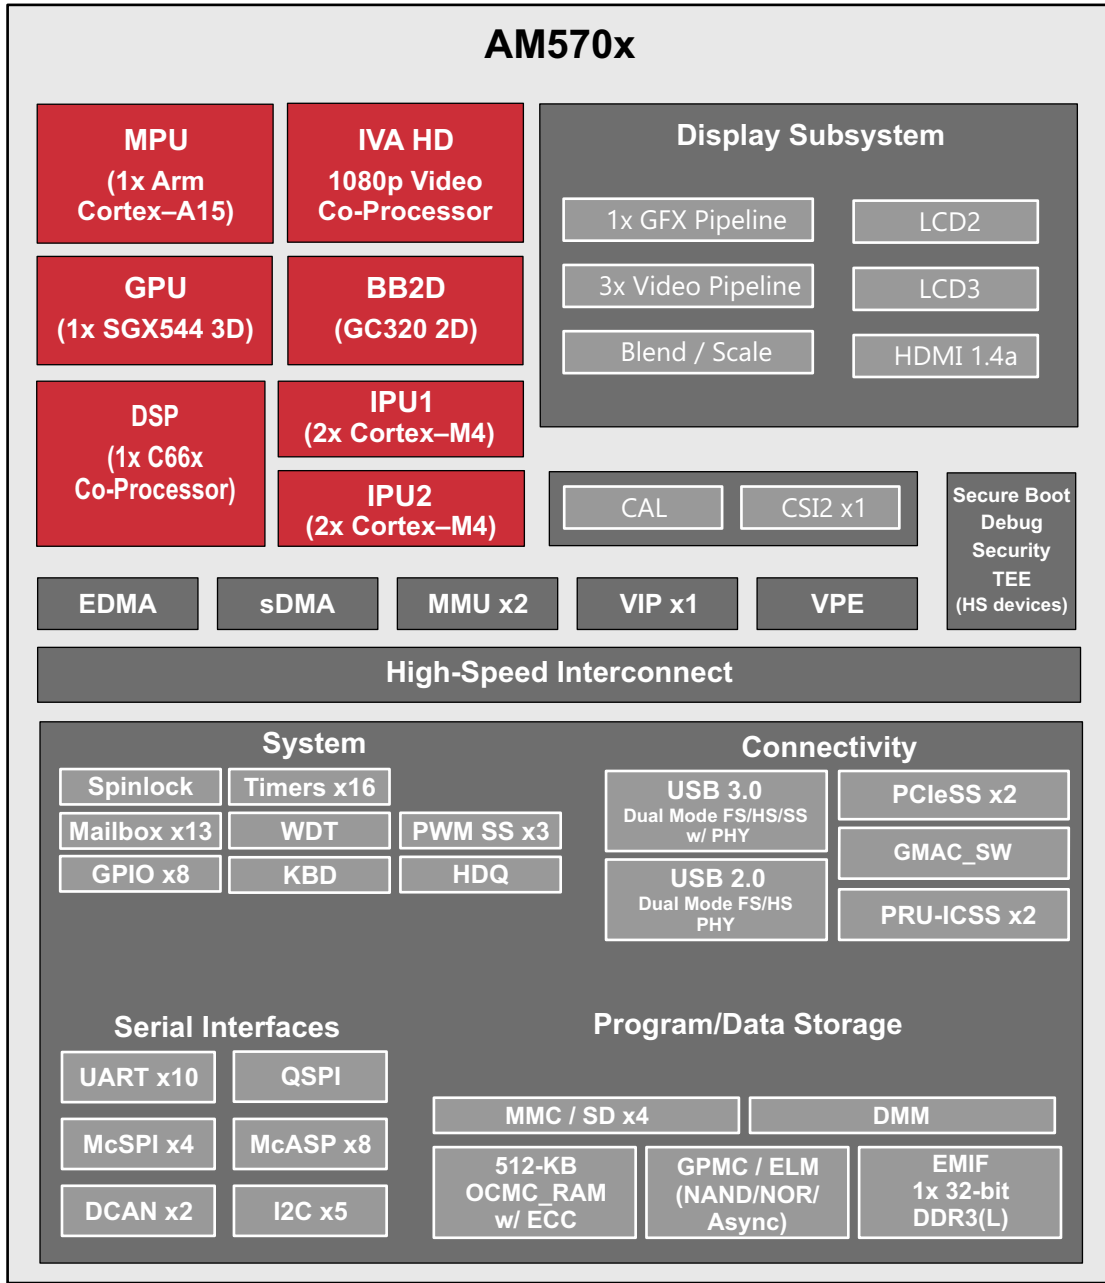 AM570x
MPU
(1x Arm
Cortex–A15)
IVA HD
1080p Video
Co-Processor
GPU
(1x SGX544 3D)
BB2D
(GC320 2D)
DSP
(1x C66x
Co-Processor)
IPU1
(2x Cortex–M4)
IPU2
(2x Cortex–M4)
Display Subsystem
1x GFX Pipeline
LCD2
3x Video Pipeline
LCD3
Blend / Scale
HDMI 1.4a
CAL
CSI2 x1
Secure Boot
Debug
Security
TEE
(HS devices)
EDMA
sDMA
MMU x2
VIP x1
VPE
High-Speed Interconnect
System
Spinlock
Timers x16
Mailbox x13
WDT
PWM SS x3
GPIO x8
KBD
HDQ
Connectivity
USB 3.0
Dual Mode FS/HS/SS
w/ PHY
USB 2.0
Dual Mode FS/HS
PHY
PCIeSS x2
GMAC_SW
PRU-ICSS x2
Serial Interfaces
UART x10
QSPI
McSPI x4
McASP x8
DCAN x2
I2C x5
Program/Data Storage
MMC / SD x4
DMM
512-KB
OCMC_RAM
w/ ECC
GPMC / ELM
(NAND/NOR/
Async)
EMIF
1x 32-bit
DDR3(L)